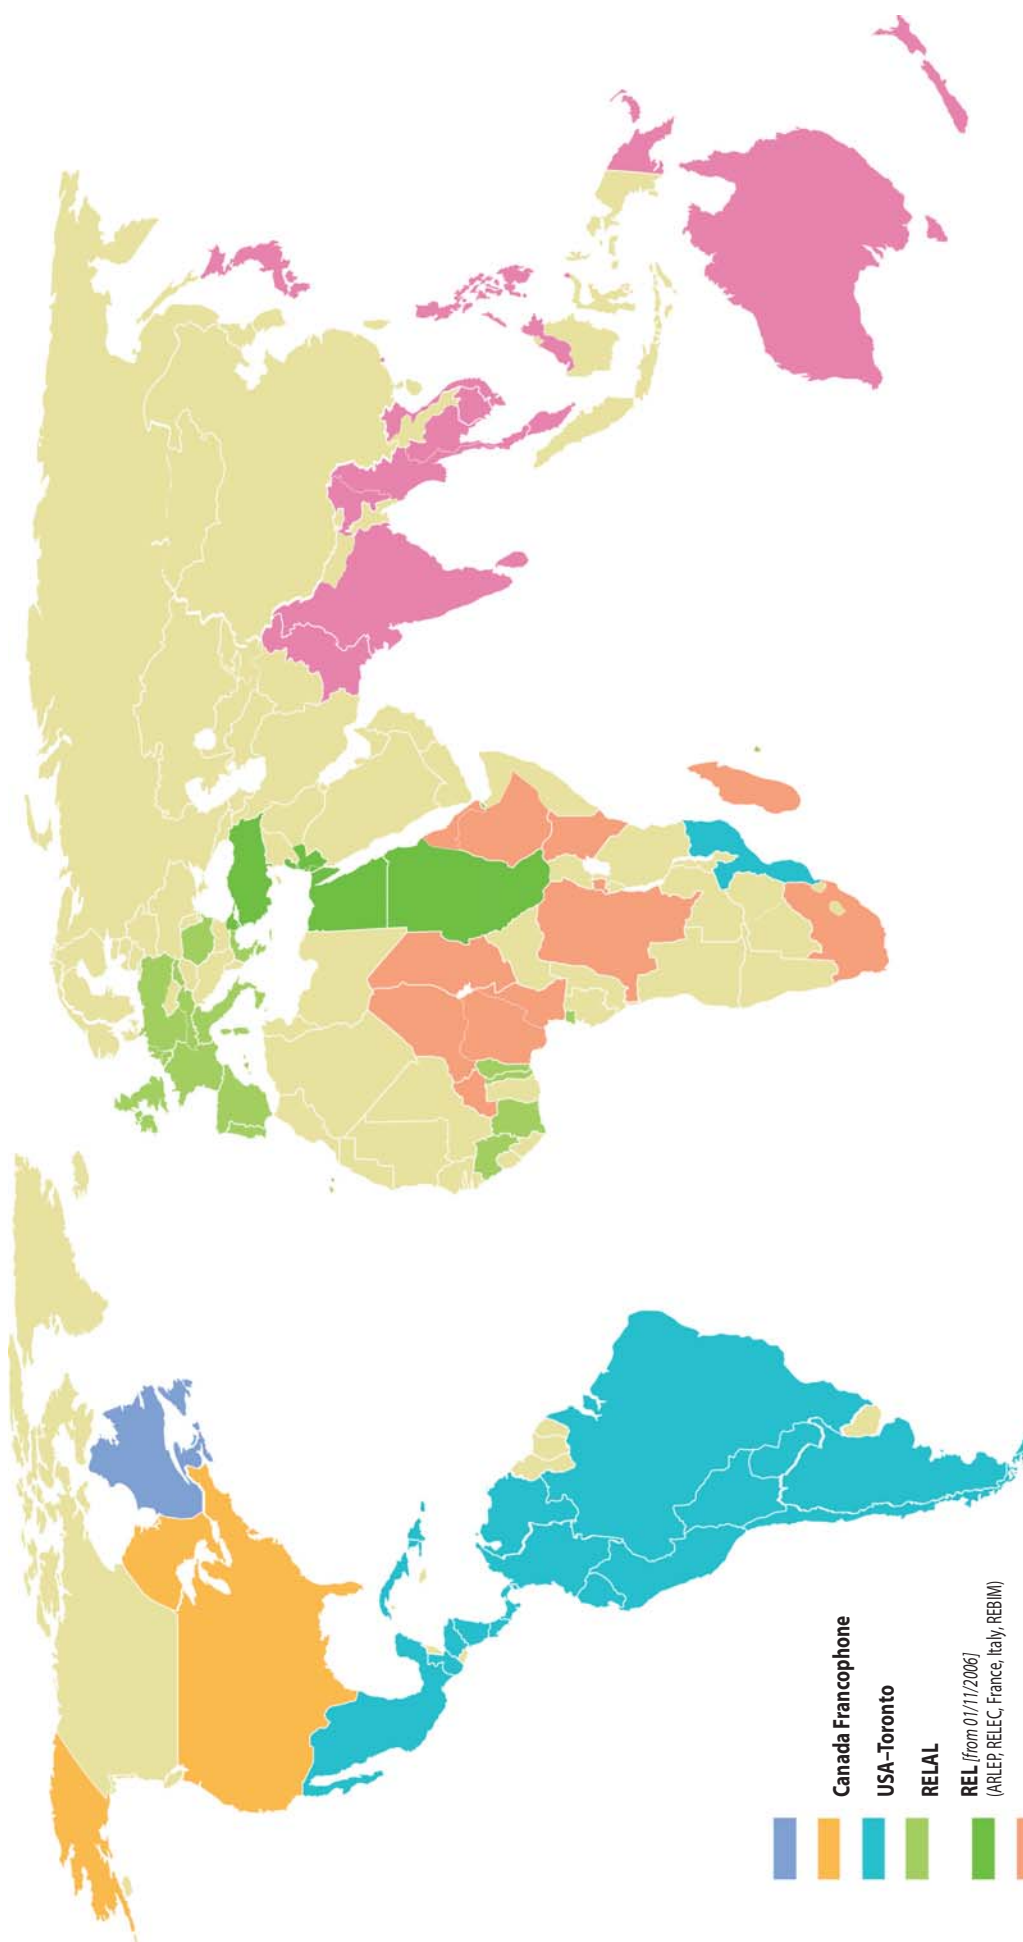 Canada Francophone
USA–Toronto
RELAL
REL [from 01/11/2006]
(ARLEP, RELEC, France, Italy, REBIM)